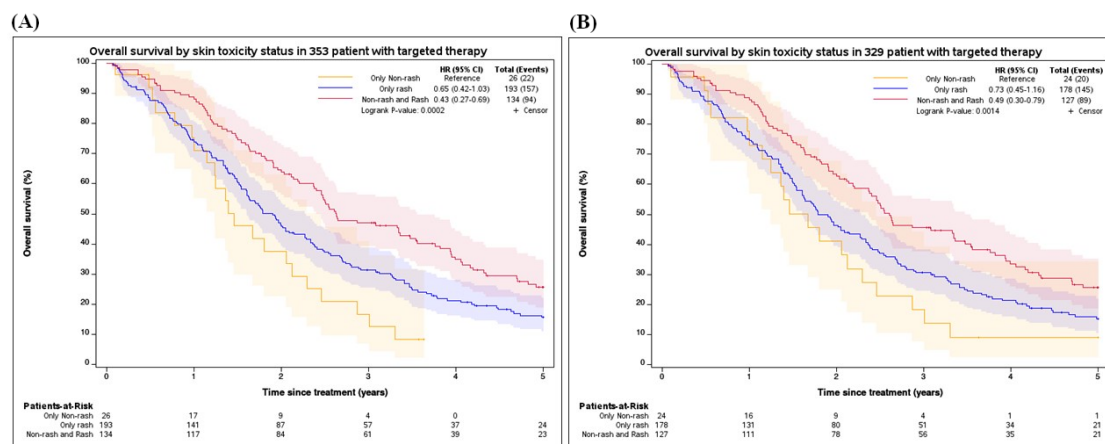 (A)
Overall survival by skin toxicity status in 353 patient with targeted therapy
HR (95% CI) Total (Events)
Only Non-rash Reference 26 (22)
Only rash 0.65 (0.42-1.03) 193 (157)
Non-rash and Rash 0.43 (0.27-0.69) 134 (94)
Logrank P-value: 0.0002 + Censor
Overall survival (%)
100
90
80
70
60
50
40
30
20
10
0
0 1 2 3 4 5
Time since treatment (years)
Patients-at-Risk
Only Non-rash 26 17 9 4 0
Only rash 193 141 87 57 37 24
Non-rash and Rash 134 117 84 61 39 23
(B)
Overall survival by skin toxicity status in 329 patient with targeted therapy
HR (95% CI) Total (Events)
Only Non-rash Reference 24 (20)
Only rash 0.73 (0.45-1.16) 178 (145)
Non-rash and Rash 0.49 (0.30-0.79) 127 (89)
Logrank P-value: 0.0014 + Censor
Overall survival (%)
100
90
80
70
60
50
40
30
20
10
0
0 1 2 3 4 5
Time since treatment (years)
Patients-at-Risk
Only Non-rash 24 16 9 4 1 1
Only rash 178 131 80 51 34 21
Non-rash and Rash 127 111 78 56 35 21